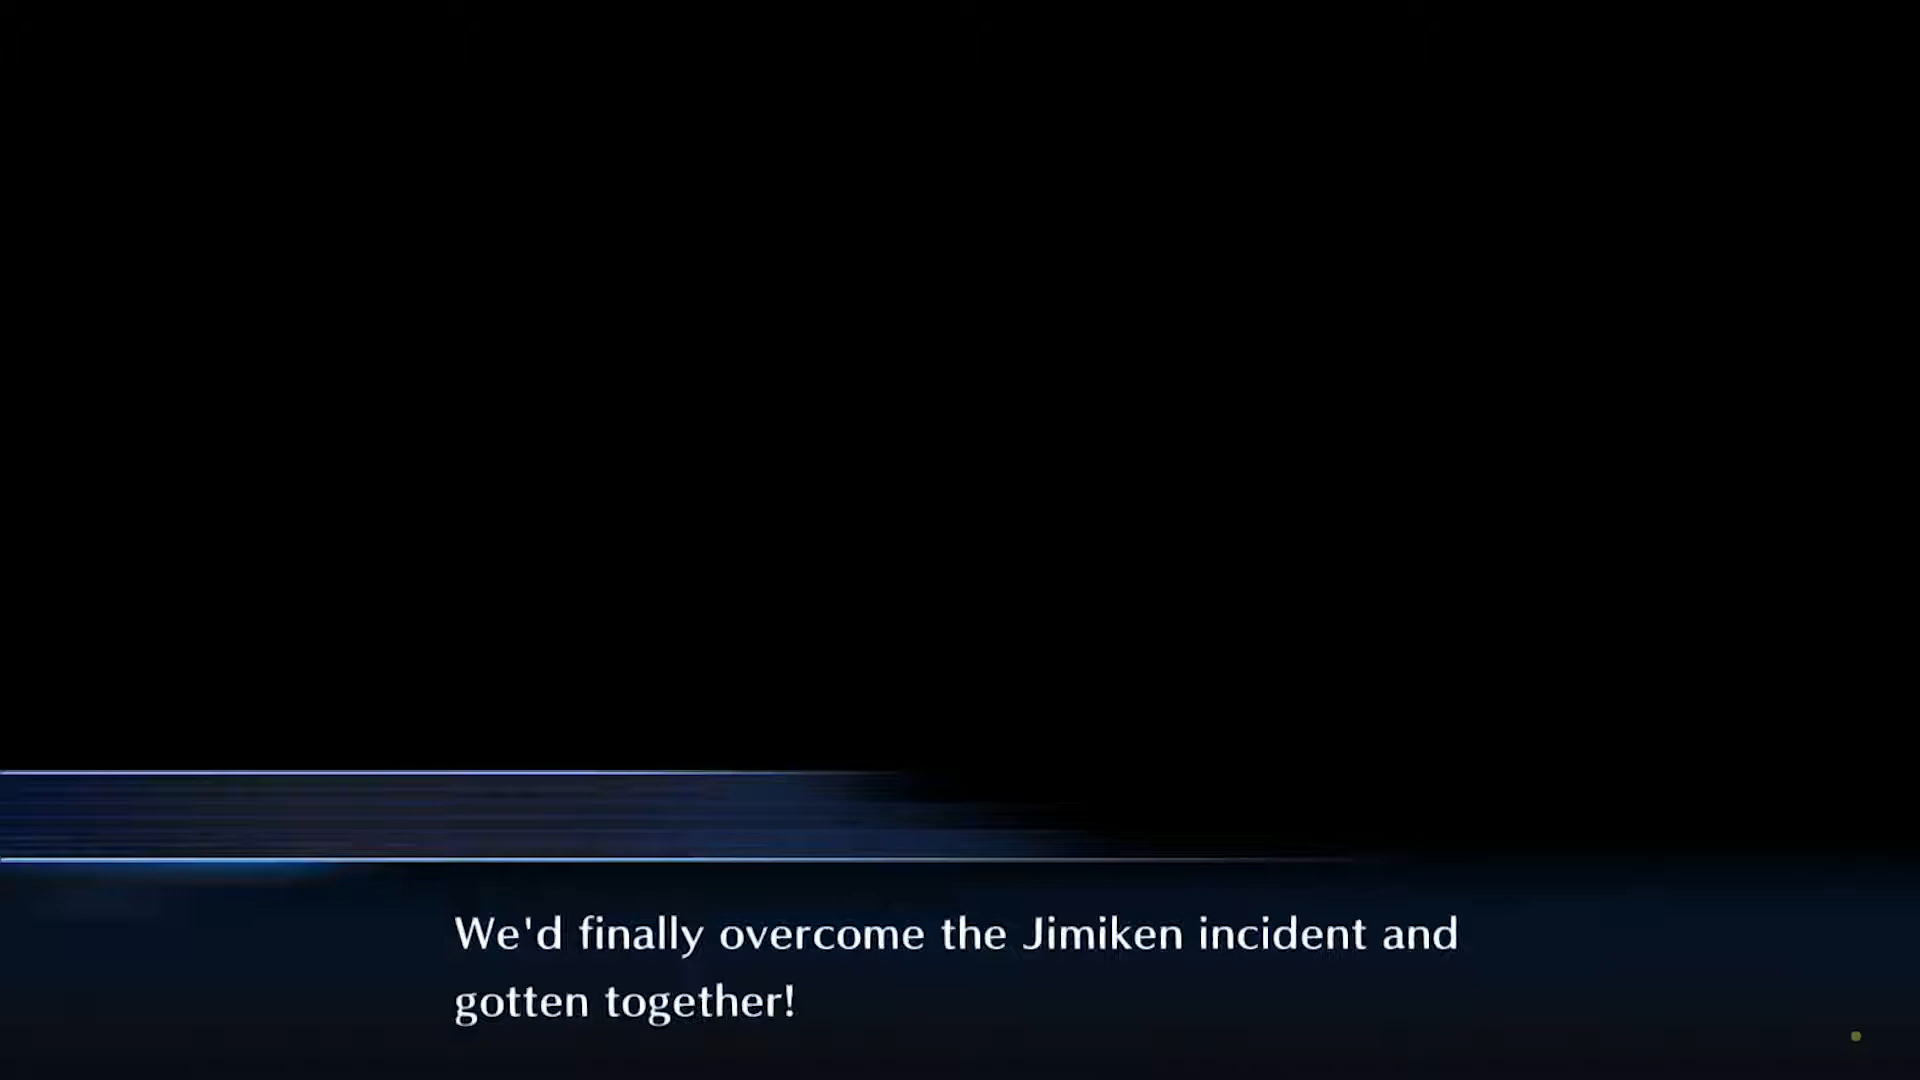 We'd finally overcome the Jimiken incident and
gotten together!